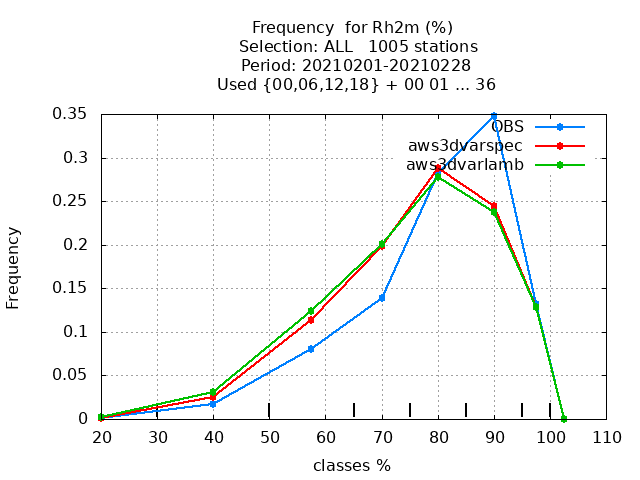 Frequency  for Rh2m (%)
Selection: ALL   1005 stations
Period: 20210201-20210228
Used {00,06,12,18} + 00 01 ... 36
OBS
aws3dvarspec
aws3dvarlamb
Frequency
0.35
0.3
0.25
0.2
0.15
0.1
0.05
0
20 30 40 50 60 70 80 90 100 110
classes %